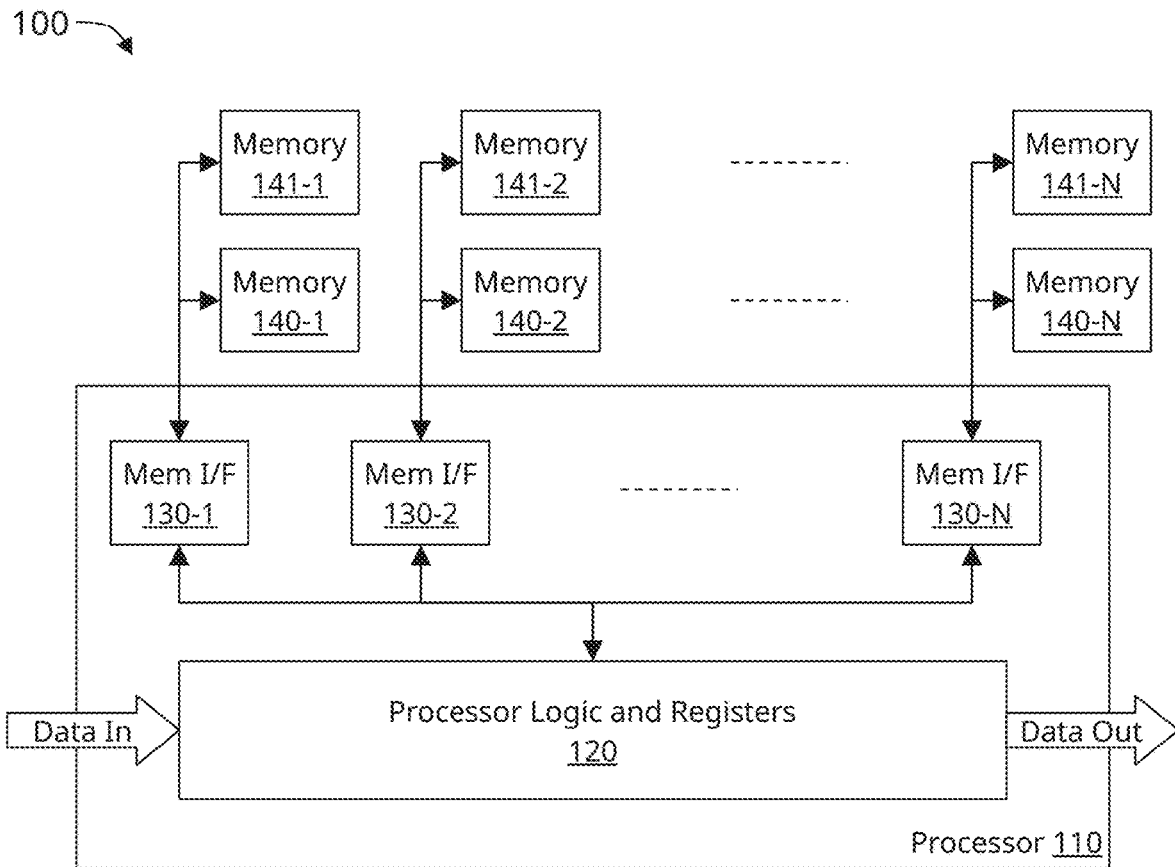 100
Memory
141-1
Memory
141-2
Memory
141-N
Memory
140-1
Memory
140-2
Memory
140-N
Mem I/F
130-1
Mem I/F
130-2
Mem I/F
130-N
Processor Logic and Registers
120
Data In
Data Out
Processor 110